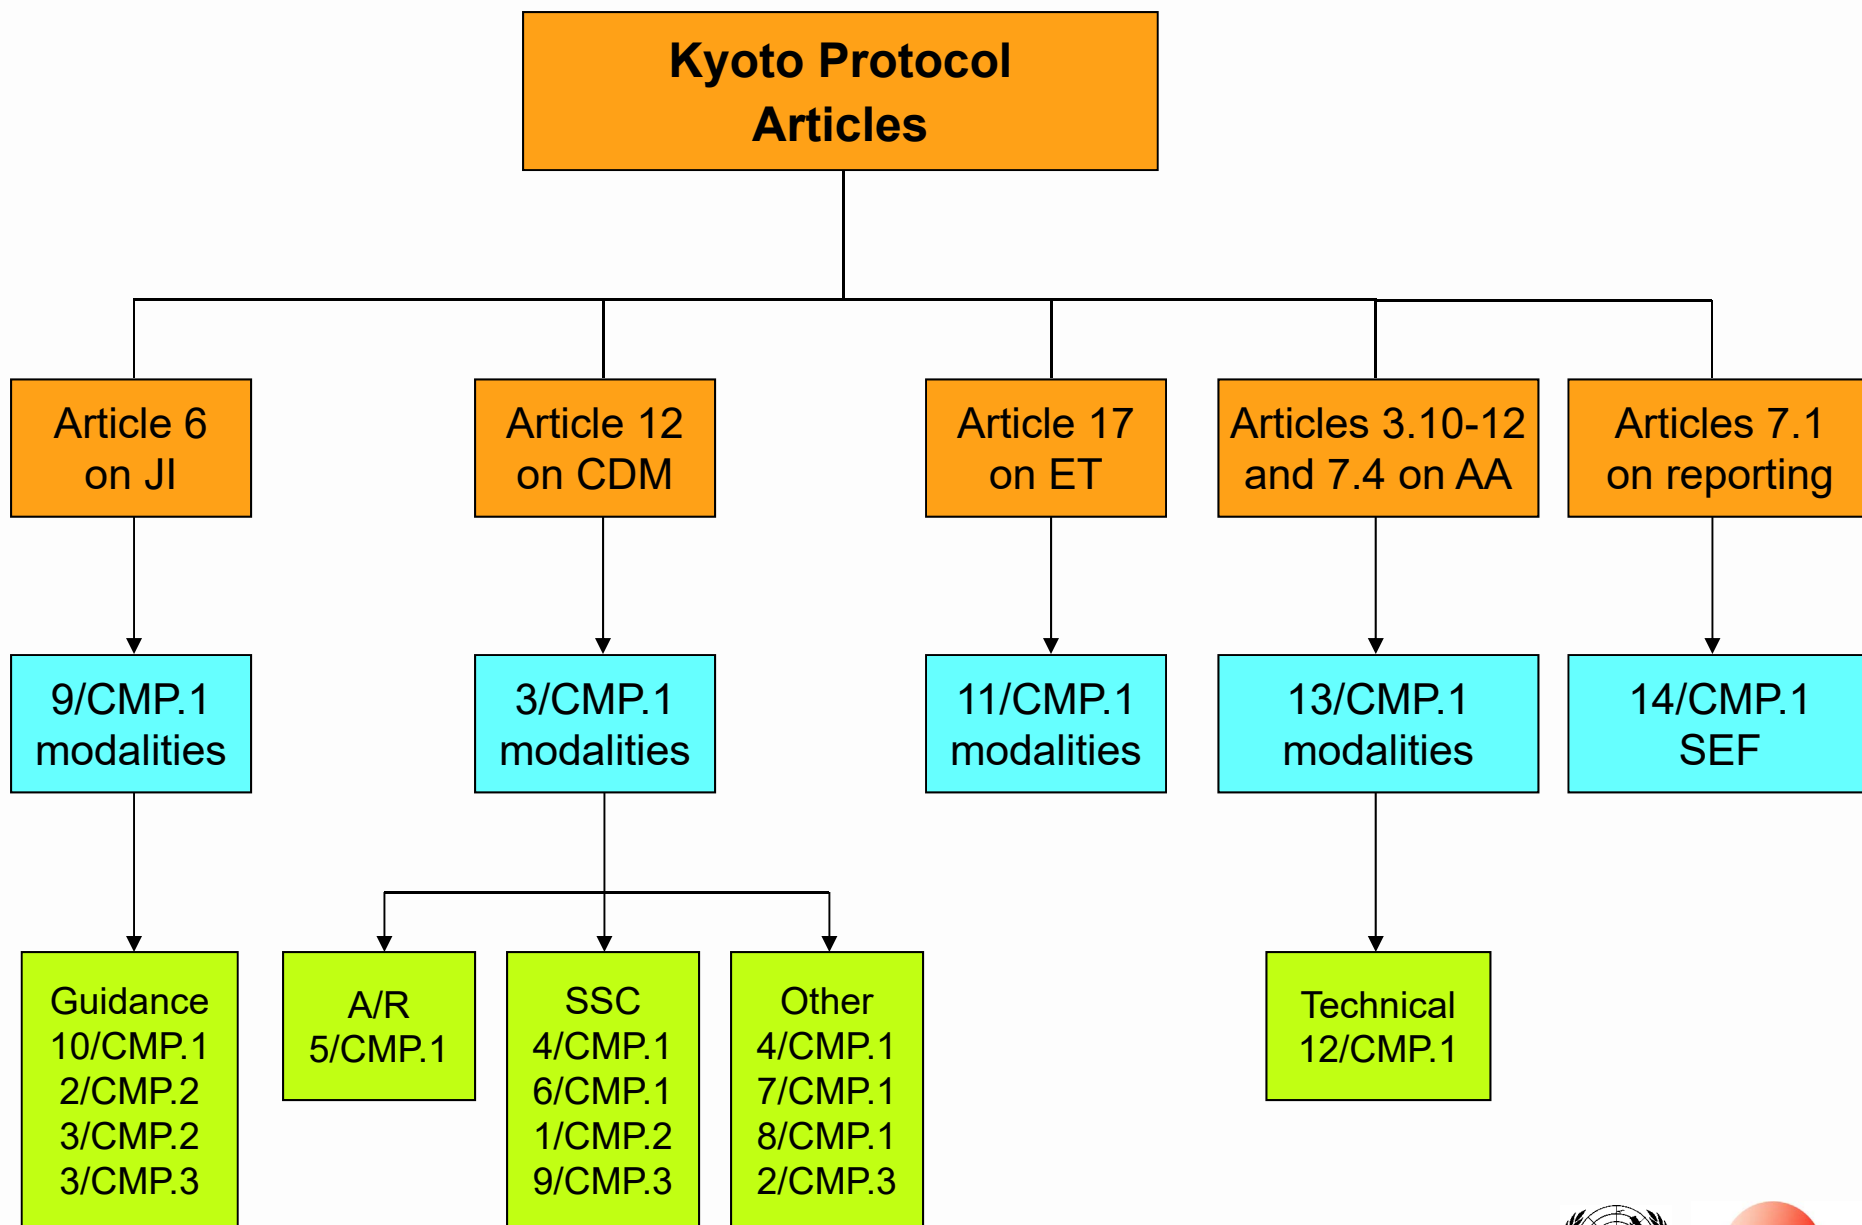 Kyoto Protocol
Articles
Article 6
on JI
Article 12
on CDM
Article 17
on ET
Articles 3.10-12
and 7.4 on AA
Articles 7.1
on reporting
9/CMP.1
modalities
3/CMP.1
modalities
11/CMP.1
modalities
13/CMP.1
modalities
14/CMP.1
SEF
Guidance
10/CMP.1
2/CMP.2
3/CMP.2
3/CMP.3
A/R
5/CMP.1
SSC
4/CMP.1
6/CMP.1
1/CMP.2
9/CMP.3
Other
4/CMP.1
7/CMP.1
8/CMP.1
2/CMP.3
Technical
12/CMP.1